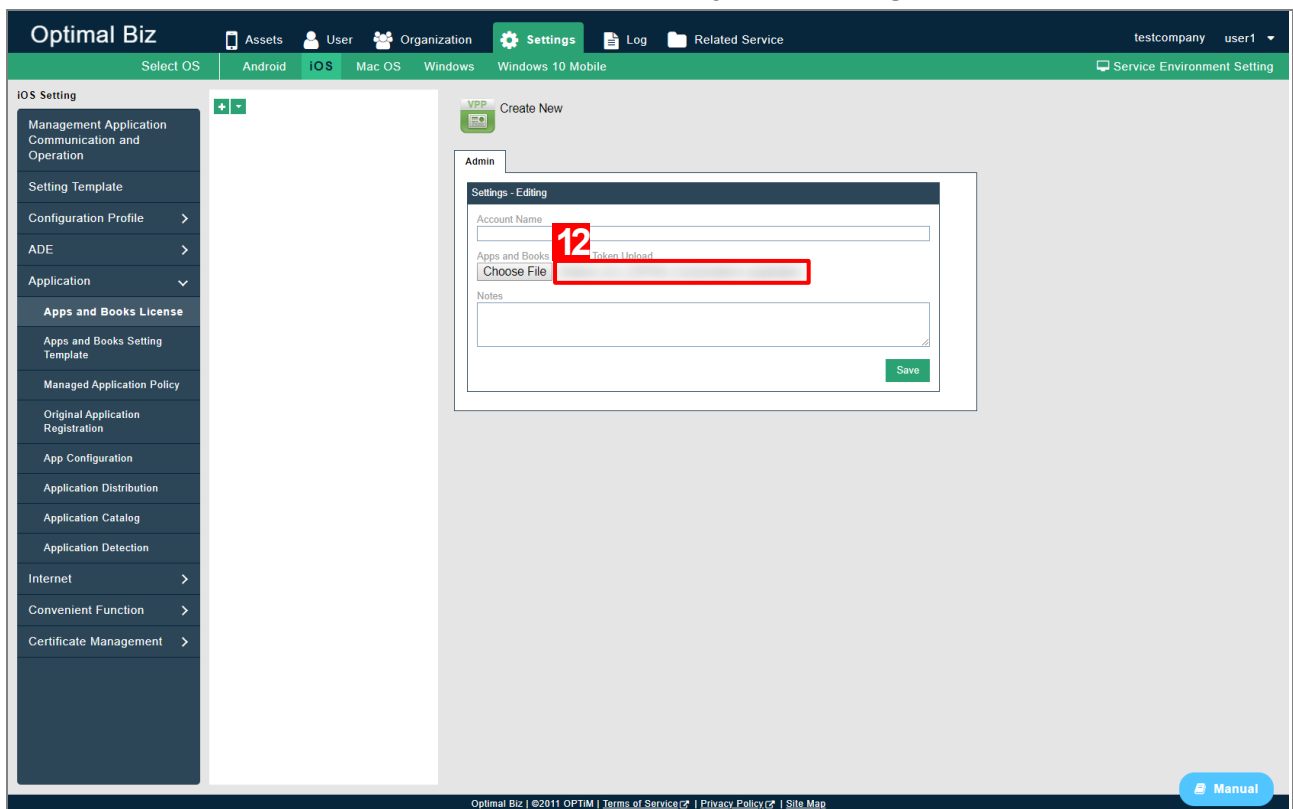 Optimal Biz
Assets User Organization Settings Log Related Service testcompany user1
Select OS Android iOS Mac OS Windows Windows 10 Mobile Service Environment Setting
iOS Setting
Management Application
Communication and
Operation
Setting Template
Configuration Profile
ADE
Application
Apps and Books License
Apps and Books Setting
Template
Managed Application Policy
Original Application
Registration
App Configuration
Application Distribution
Application Catalog
Application Detection
Internet
Convenient Function
Certificate Management
VPP
Create New
Admin
Settings - Editing
Account Name
12
Apps and Books Token Upload
Choose File
Notes
Save
Manual
Optimal Biz | ©2011 OPTiM | Terms of Service | Privacy Policy | Site Map